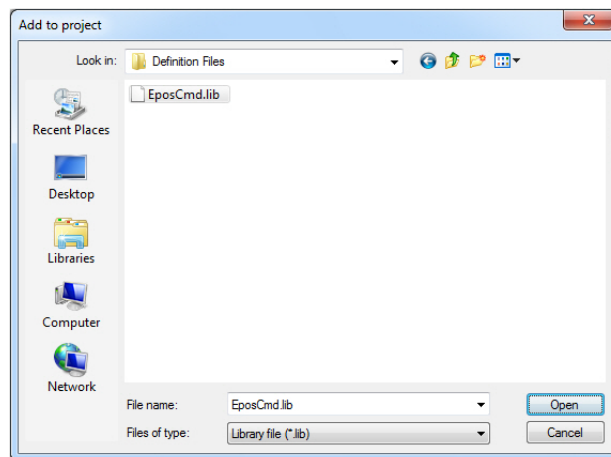 Add to project
Look in: Definition Files
EposCmd.lib
Recent Places
Desktop
Libraries
Computer
Network
File name: EposCmd.lib Open
Files of type: Library file (*.lib) Cancel